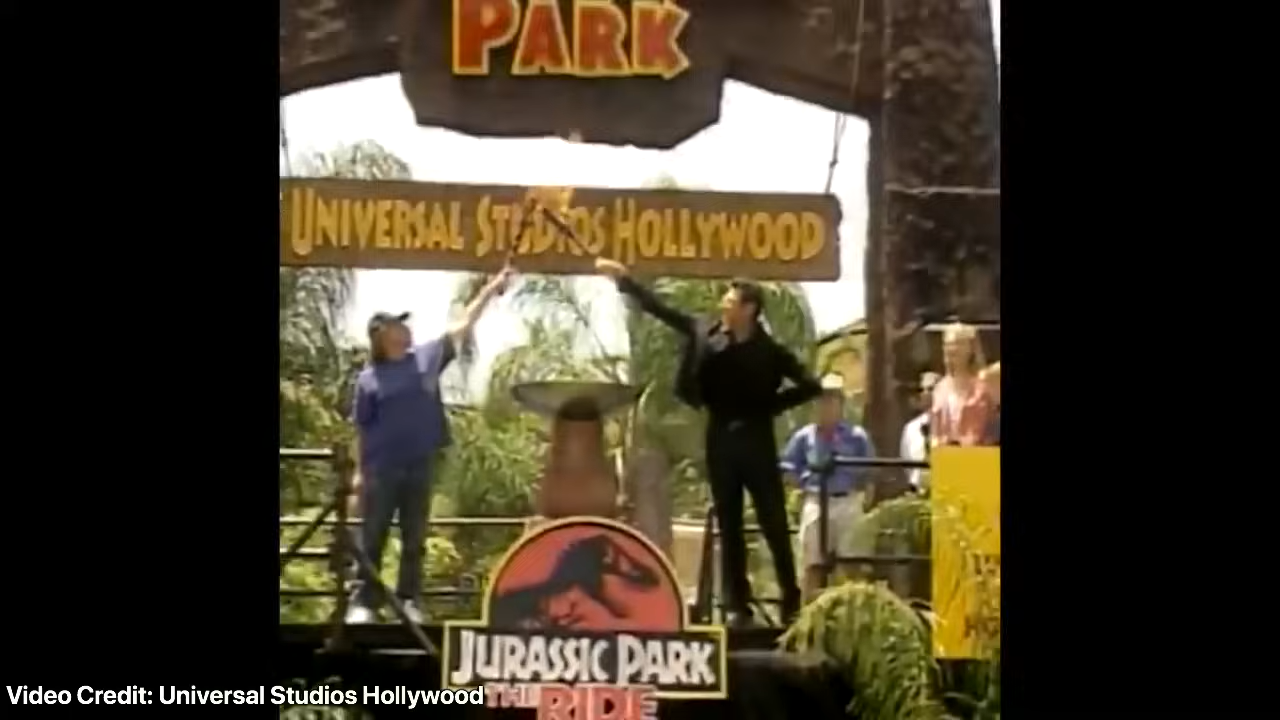 PARK
UNIVERSAL STUDIOS HOLLYWOOD
JURASSIC PARK
THE RIDE
Video Credit: Universal Studios Hollywood